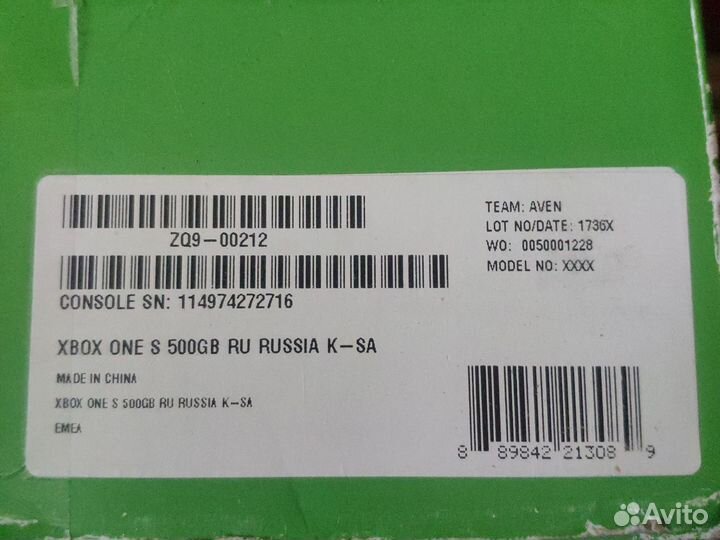 ZQ9-00212
CONSOLE SN: 114974272716
TEAM: AVEN
LOT NO/DATE: 1736X
WO: 0050001228
MODEL NO: XXXX
XBOX ONE S 500GB RU RUSSIA K-SA
MADE IN CHINA
XBOX ONE S 500GB RU RUSSIA K-SA
EMEA
8 89842 21308 9
Avito